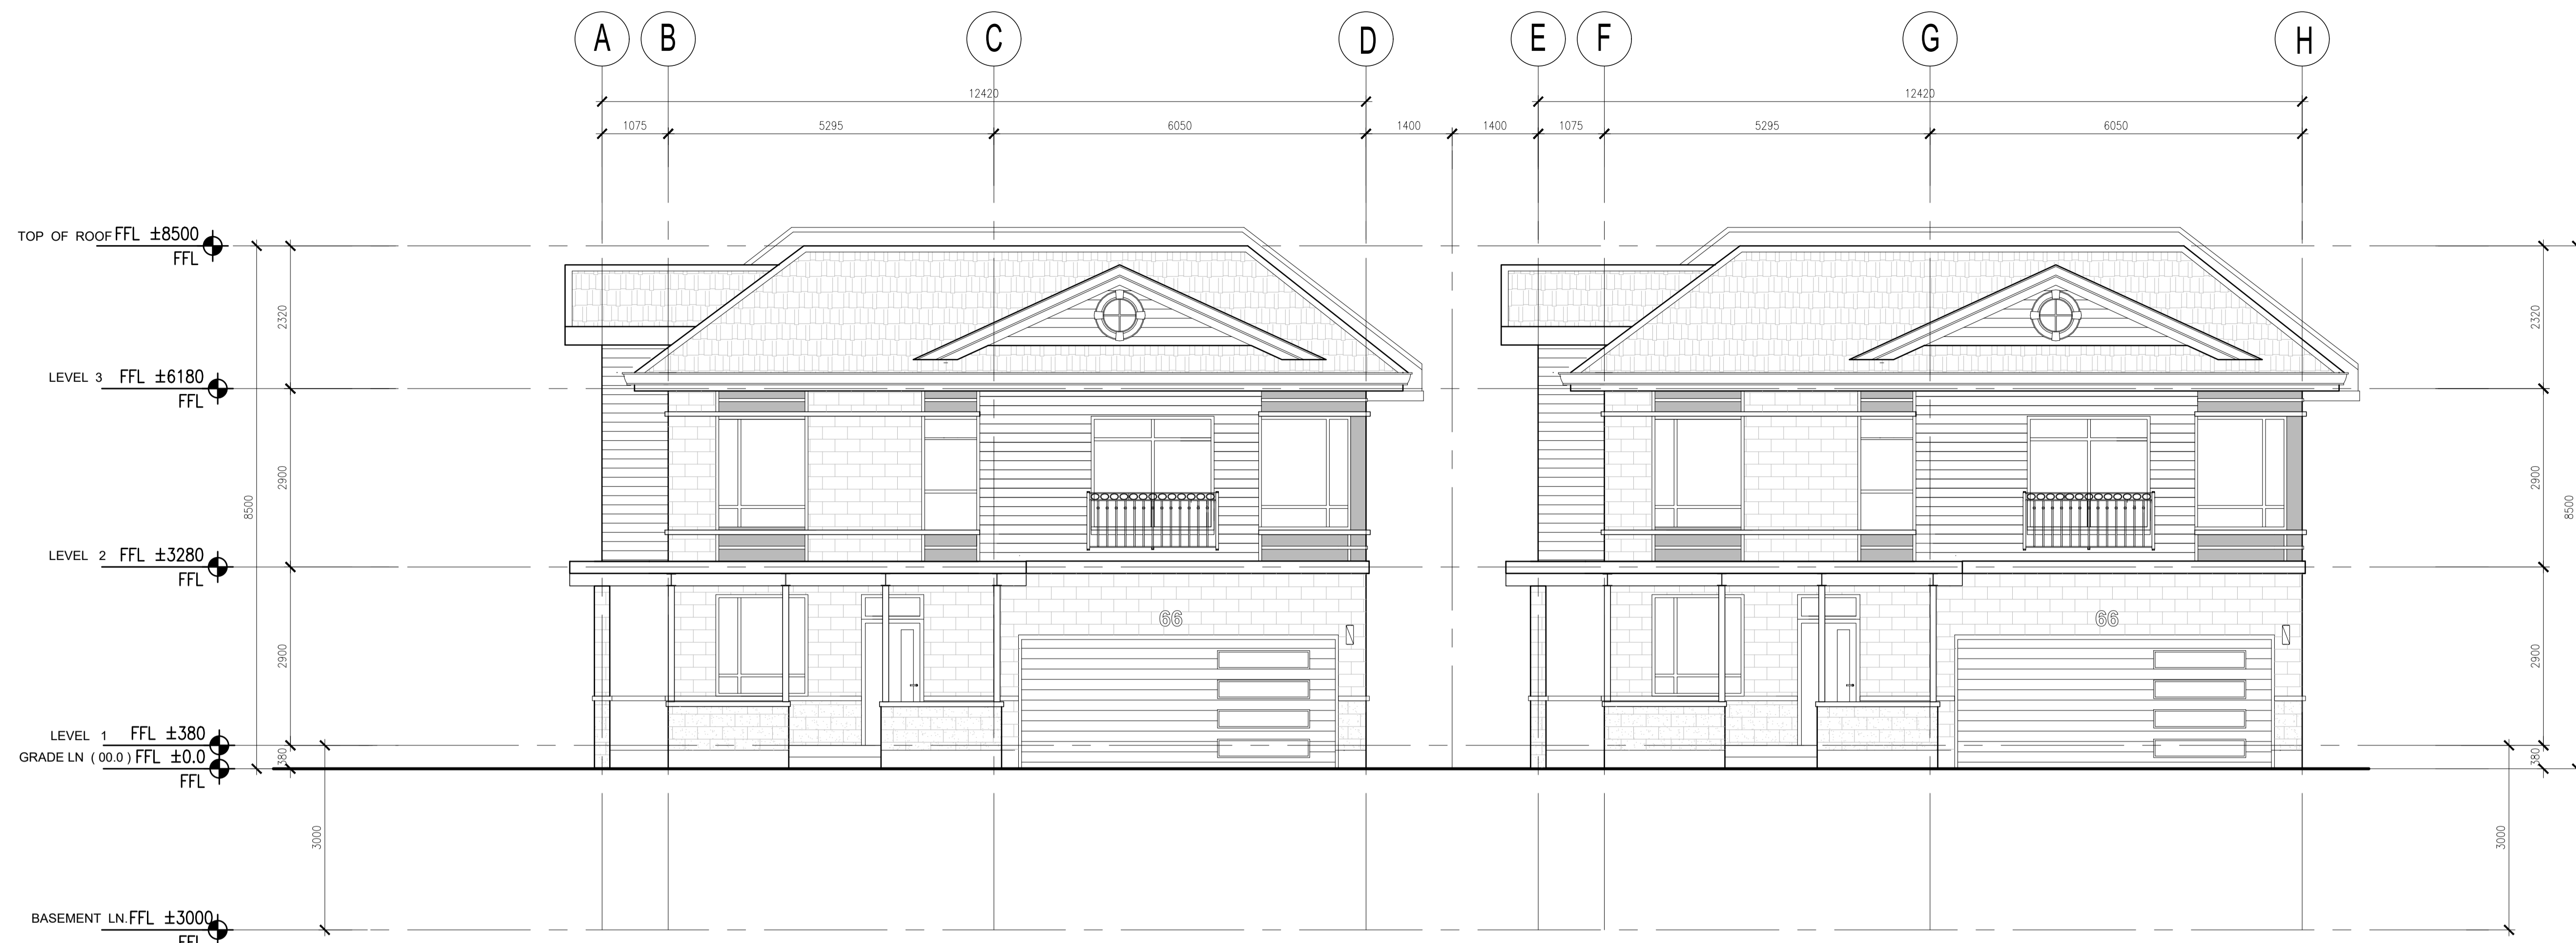 A B C D E F G H
12420 12420
1075 5295 6050 1400 1400 1075 5295 6050
TOP OF ROOF FFL ±8500
FFL
2320 2320
LEVEL 3 FFL ±6180
FFL
2900 2900
8500 8500
LEVEL 2 FFL ±3280
FFL
66 66
2900 2900
LEVEL 1 FFL ±380
GRADE LN ( 00.0 ) FFL ±0.0
FFL
380 380
3000 3000
BASEMENT LN. FFL ±3000
FFL